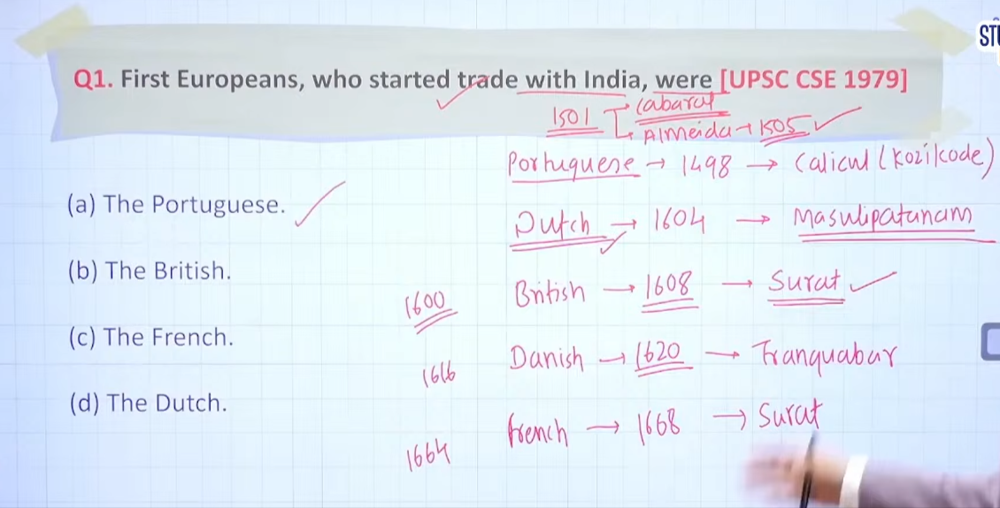 STU
Q1. First Europeans, who started trade with India, were [UPSC CSE 1979]
1501 Cabaral
Almeida → 1505
Portuguese → 1498 → Calicut (Kozikode)
(a) The Portuguese.
Dutch → 1604 → Masulipatanam
(b) The British.
1600 British → 1608 → Surat
(c) The French.
1616 Danish → 1620 → Tranquabar
(d) The Dutch.
1664 French → 1668 → Surat